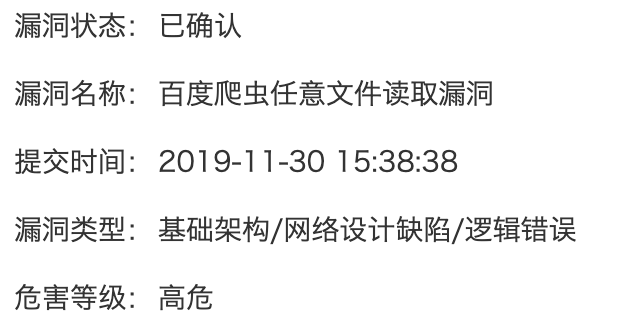 漏洞状态： 已确认
漏洞名称： 百度爬虫任意文件读取漏洞
提交时间： 2019-11-30 15:38:38
漏洞类型： 基础架构/网络设计缺陷/逻辑错误
危害等级： 高危